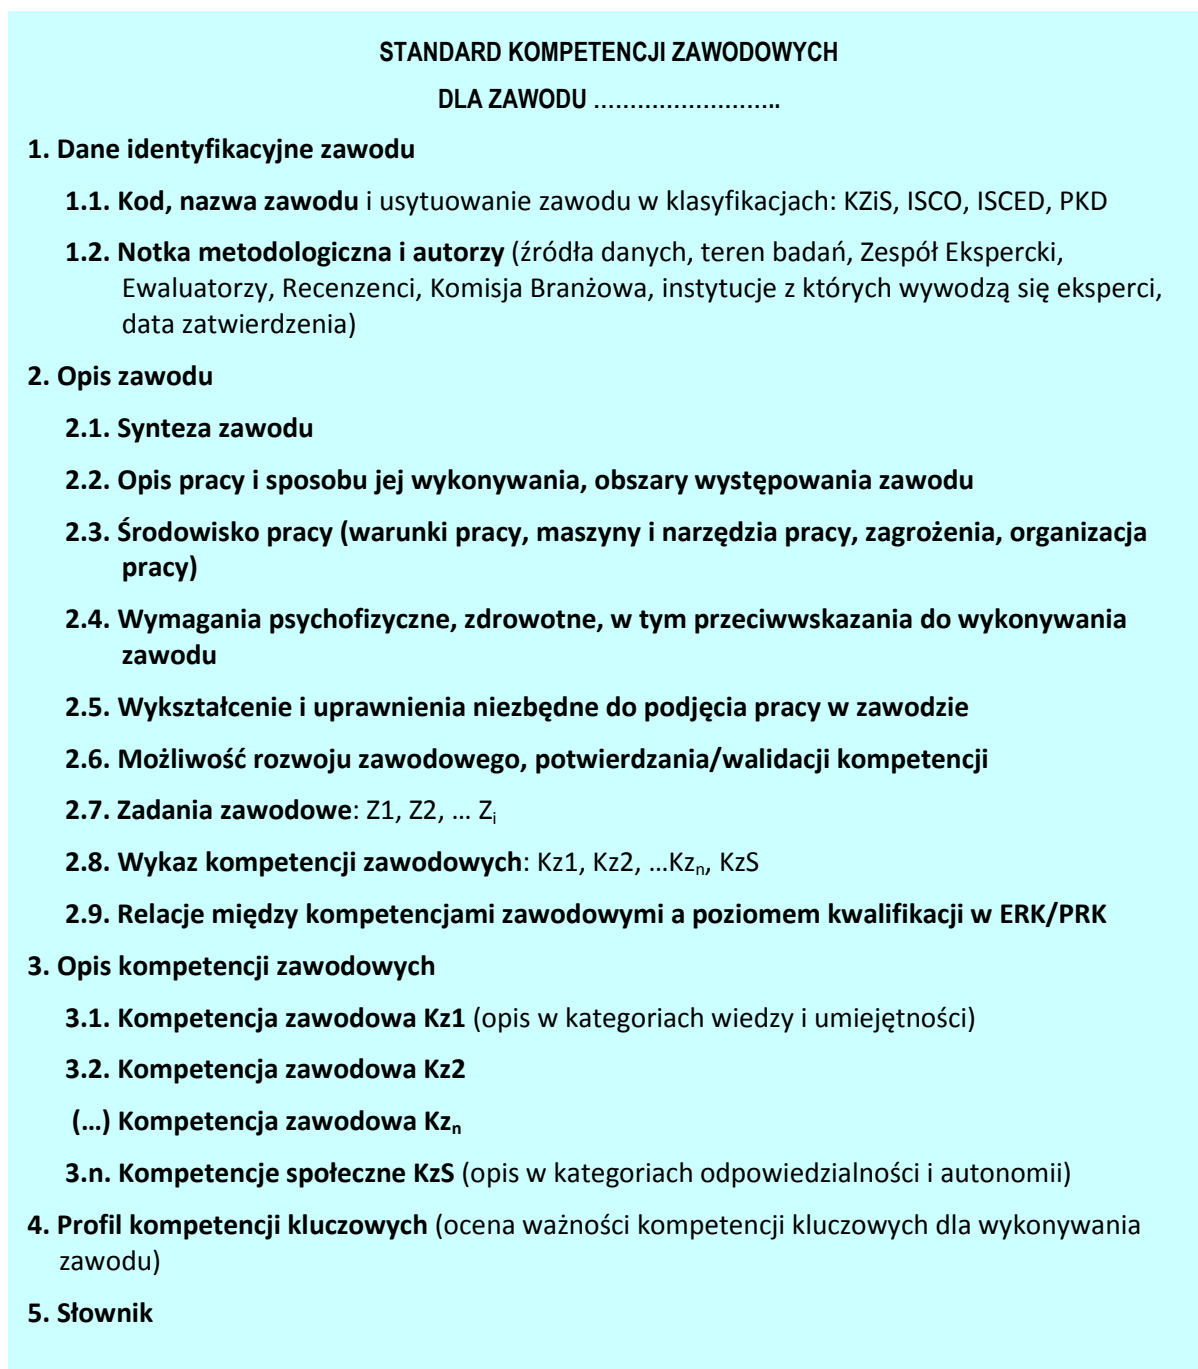 STANDARD KOMPETENCJI ZAWODOWYCH
DLA ZAWODU ……………………..
1. Dane identyfikacyjne zawodu
1.1. Kod, nazwa zawodu i usytuowanie zawodu w klasyfikacjach: KZiS, ISCO, ISCED, PKD
1.2. Notka metodologiczna i autorzy (źródła danych, teren badań, Zespół Ekspercki,
Ewaluatorzy, Recenzenci, Komisja Branżowa, instytucje z których wywodzą się eksperci,
data zatwierdzenia)
2. Opis zawodu
2.1. Synteza zawodu
2.2. Opis pracy i sposobu jej wykonywania, obszary występowania zawodu
2.3. Środowisko pracy (warunki pracy, maszyny i narzędzia pracy, zagrożenia, organizacja
pracy)
2.4. Wymagania psychofizyczne, zdrowotne, w tym przeciwwskazania do wykonywania
zawodu
2.5. Wykształcenie i uprawnienia niezbędne do podjęcia pracy w zawodzie
2.6. Możliwość rozwoju zawodowego, potwierdzania/walidacji kompetencji
2.7. Zadania zawodowe: Z1, Z2, … Zi
2.8. Wykaz kompetencji zawodowych: Kz1, Kz2, …Kzn, KzS
2.9. Relacje między kompetencjami zawodowymi a poziomem kwalifikacji w ERK/PRK
3. Opis kompetencji zawodowych
3.1. Kompetencja zawodowa Kz1 (opis w kategoriach wiedzy i umiejętności)
3.2. Kompetencja zawodowa Kz2
(…) Kompetencja zawodowa Kzn
3.n. Kompetencje społeczne KzS (opis w kategoriach odpowiedzialności i autonomii)
4. Profil kompetencji kluczowych (ocena ważności kompetencji kluczowych dla wykonywania
zawodu)
5. Słownik